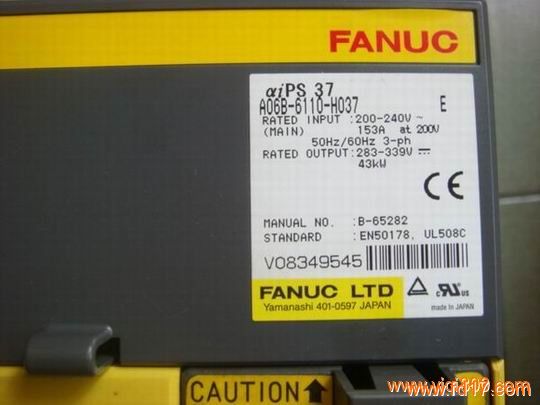 FANUC
αiPS 37
A06B-6110-H037 E
RATED INPUT :200-240V~
(MAIN) 153A at 200V
50Hz/60Hz 3-ph
RATED OUTPUT:283-339V⎓
43kW
CE
MANUAL NO. :B-65282
STANDARD :EN50178, UL508C
V08349545
FANUC LTD
Yamanashi 401-0597 JAPAN
c RU us
made in JAPAN
CAUTION